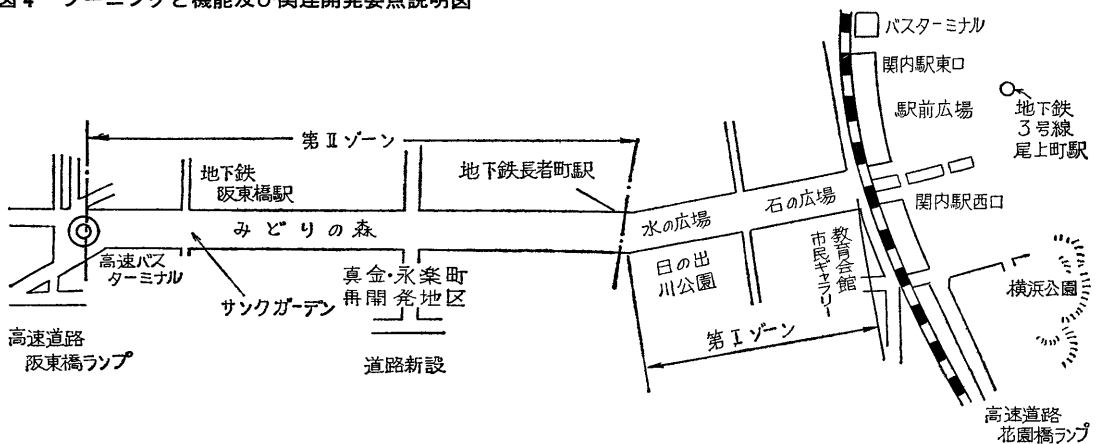 図4 ゾーニングと機能及び関連開発要点説明図
バスターミナル
関内駅東口
駅前広場
地下鉄
3号線
尾上町駅
第Ⅱゾーン
地下鉄
阪東橋駅
地下鉄長者町駅
みどりの森
水の広場
石の広場
関内駅西口
高速バス
ターミナル
サンクガーデン
真金・永楽町
再開発地区
日の出
川公園
教育会館
市民ギャラリー
横浜公園
第Ⅰゾーン
高速道路
阪東橋ランプ
道路新設
高速道路
花園橋ランプ